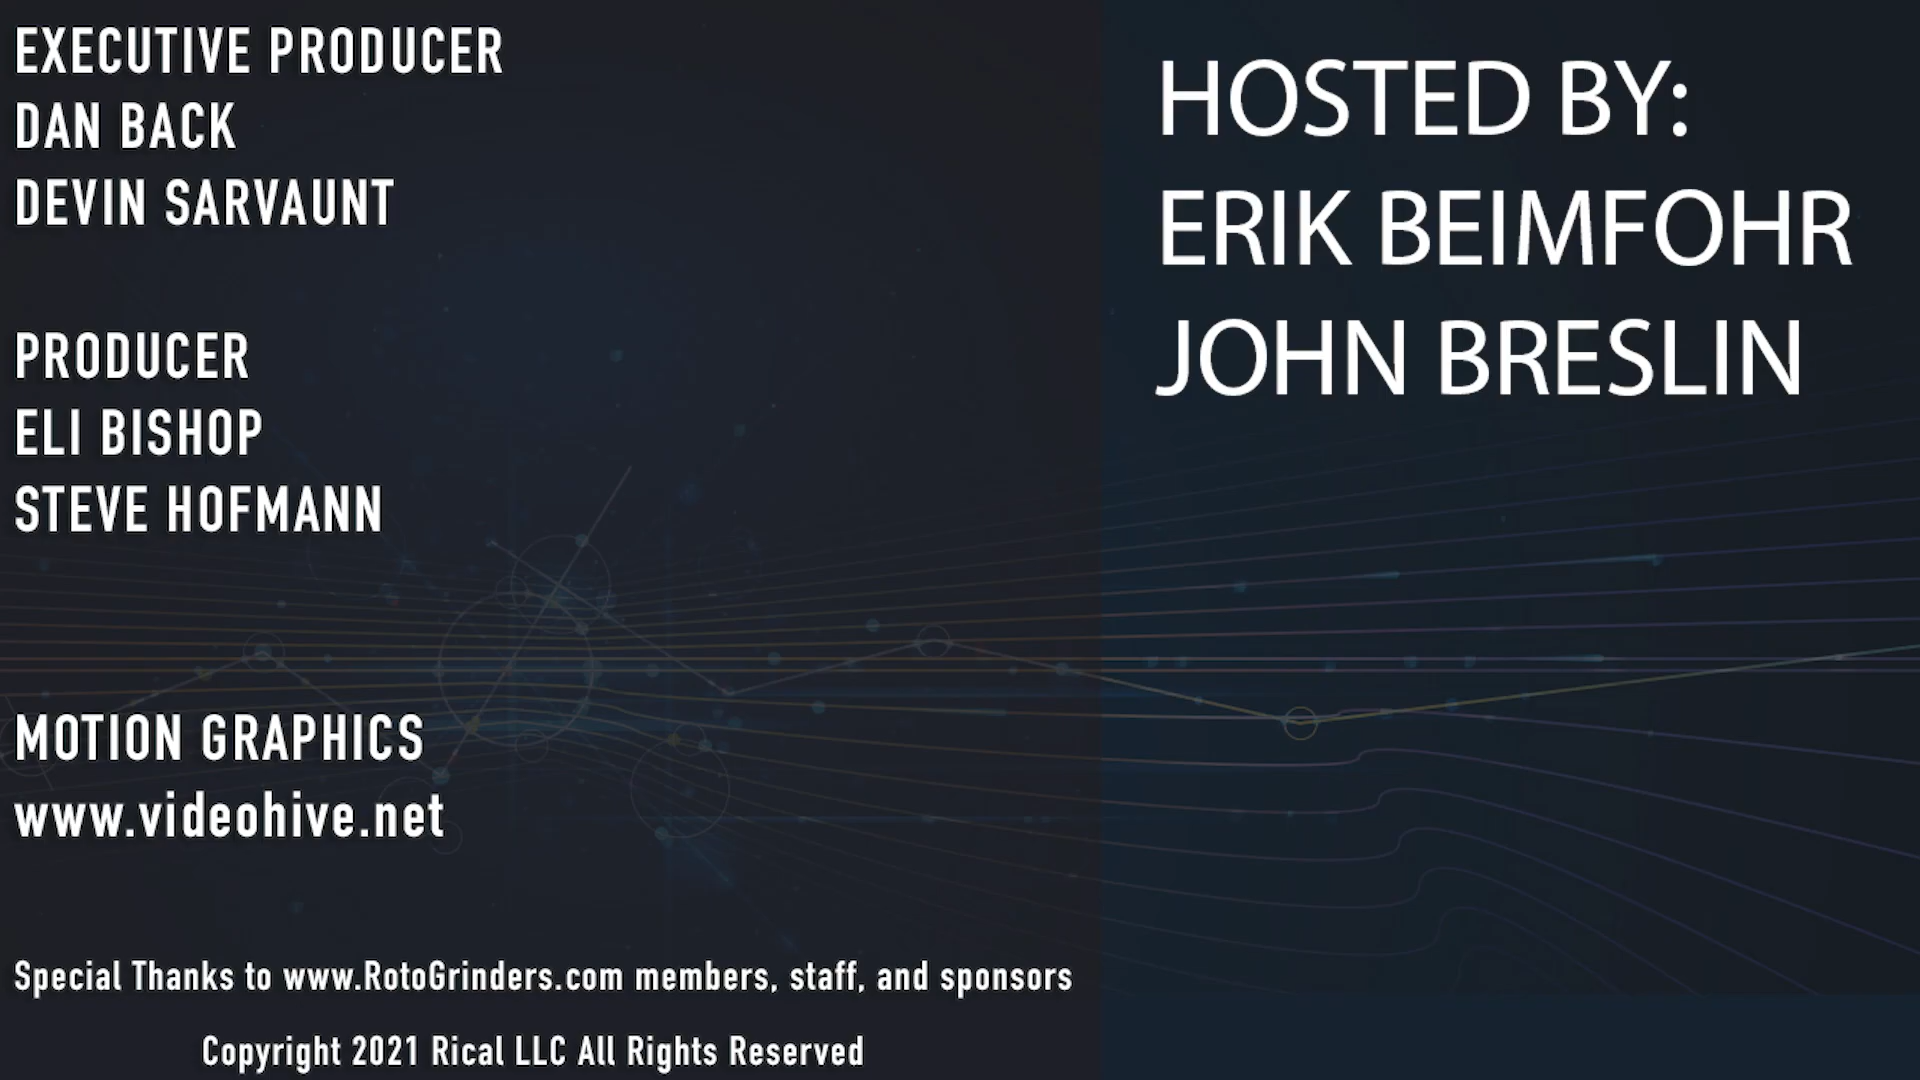 EXECUTIVE PRODUCER
DAN BACK
DEVIN SARVAUNT
PRODUCER
ELI BISHOP
STEVE HOFMANN
MOTION GRAPHICS
www.videohive.net
Special Thanks to www.RotoGrinders.com members, staff, and sponsors
Copyright 2021 Rical LLC All Rights Reserved
HOSTED BY:
ERIK BEIMFOHR
JOHN BRESLIN